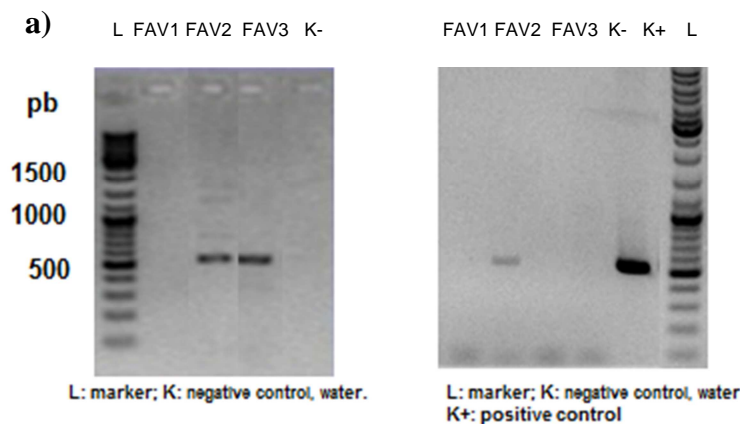 a)
L FAV1 FAV2 FAV3 K-
FAV1 FAV2 FAV3 K- K+ L
pb
1500
1000
500
L: marker; K: negative control, water.
L: marker; K: negative control, water
K+: positive control